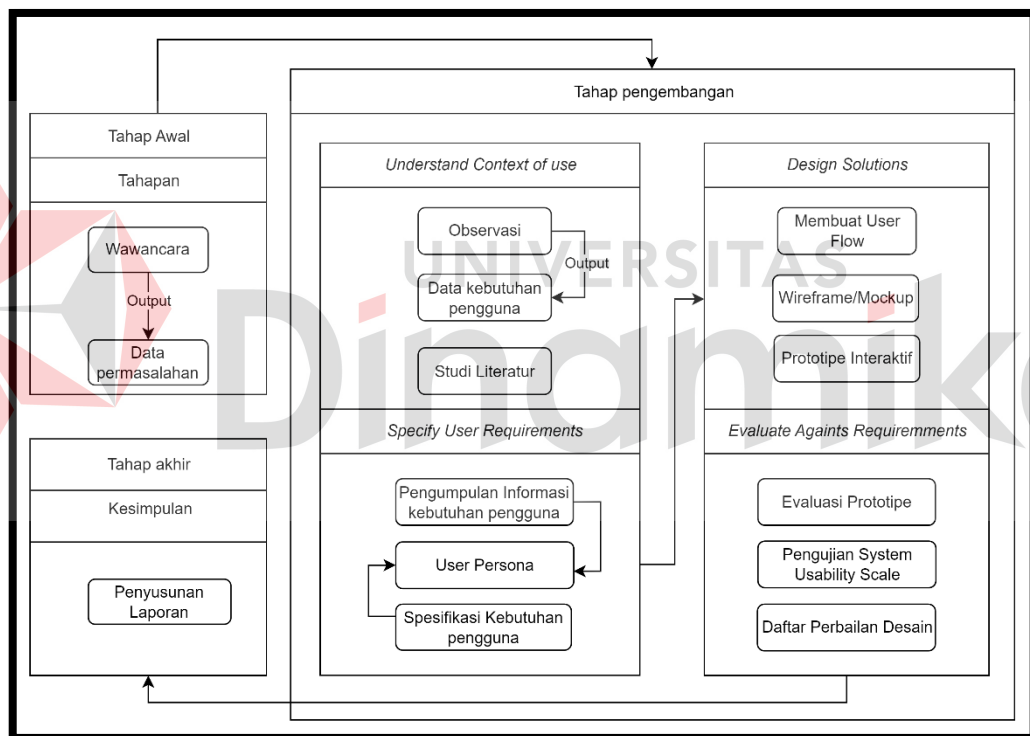 Tahap pengembangan
Tahap Awal
Tahapan
Wawancara
Output
Data
permasalahan
Tahap akhir
Kesimpulan
Penyusunan
Laporan
Understand Context of use
Observasi
Output
Data kebutuhan
pengguna
Studi Literatur
Specify User Requirements
Pengumpulan Informasi
kebutuhan pengguna
User Persona
Spesifikasi Kebutuhan
pengguna
Design Solutions
Membuat User
Flow
Wireframe/Mockup
Prototipe Interaktif
Evaluate Againts Requiremments
Evaluasi Prototipe
Pengujian System
Usability Scale
Daftar Perbailan Desain
UNIVERSITAS
Dinamika